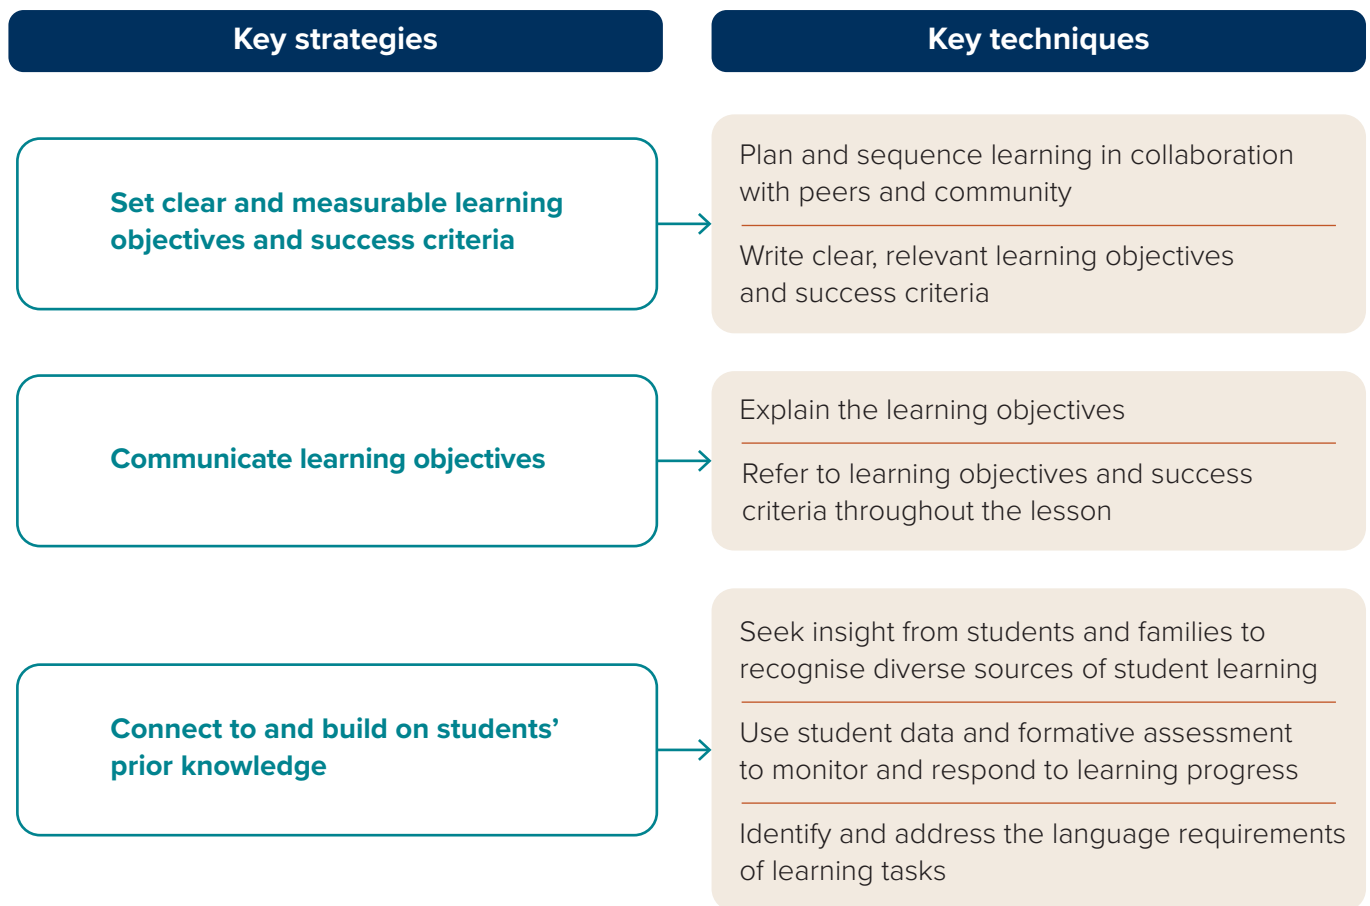 Key strategies
Key techniques
Set clear and measurable learning
objectives and success criteria
Plan and sequence learning in collaboration
with peers and community
Write clear, relevant learning objectives
and success criteria
Communicate learning objectives
Explain the learning objectives
Refer to learning objectives and success
criteria throughout the lesson
Connect to and build on students’
prior knowledge
Seek insight from students and families to
recognise diverse sources of student learning
Use student data and formative assessment
to monitor and respond to learning progress
Identify and address the language requirements
of learning tasks